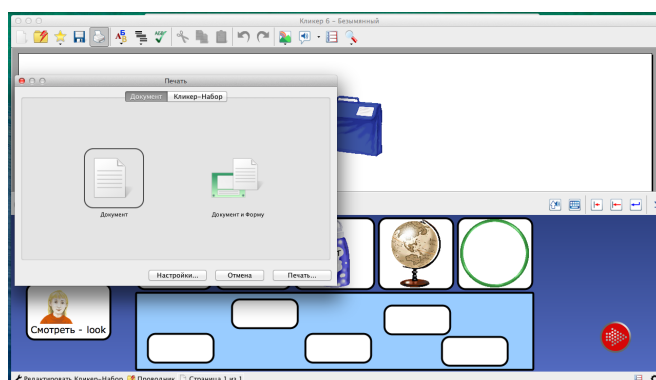 Кликер 6 – Безымянный
Печать
Документ Кликер-Набор
Документ Документ и Форму
Настройки... Отмена Печать...
Смотреть - look
Редактировать Кликер-Набор Проводник Страница 1 из 1